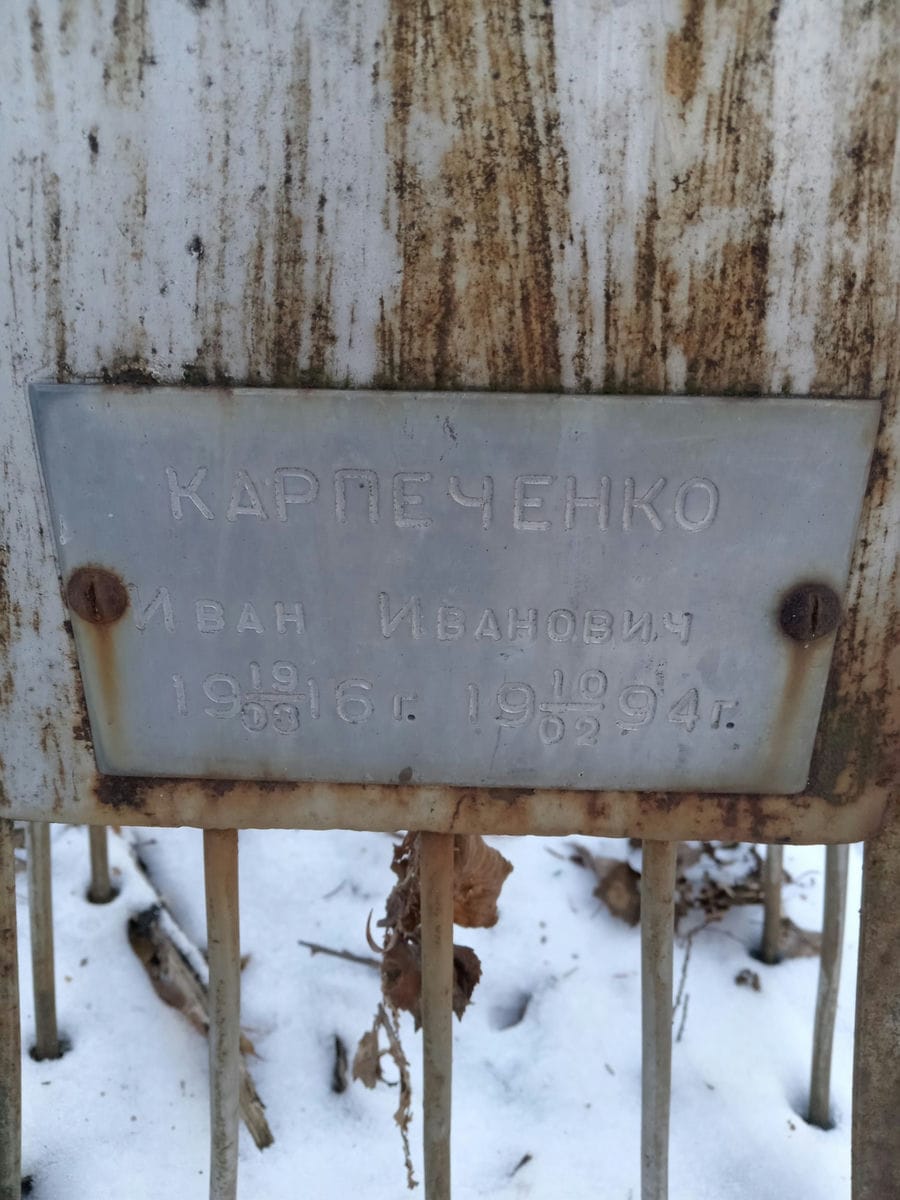 КАРПЕЧЕНКО
Иван Иванович
19 19/03 16 г. 19 10/02 94 г.